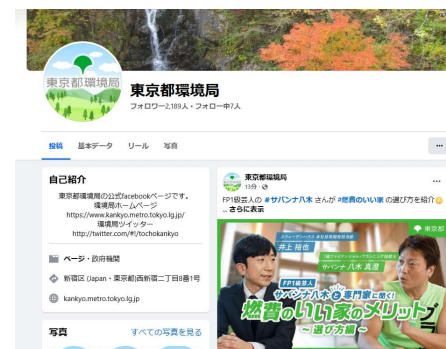 東京都環境局
東京都環境局
フォロワー2,189人・フォロー中7人
投稿
基本データ
リール
写真
自己紹介
東京都環境局の公式facebookページです。
環境局ホームページ
https://www.kankyo.metro.tokyo.lg.jp/
環境局ツイッター
http://twitter.com/#!/tochokankyo
ページ・政府機関
新宿区 (Japan・東京都)西新宿二丁目8番1号
kankyo.metro.tokyo.lg.jp
写真
すべての写真を見る
東京都環境局
13分
FP1級芸人の #サバンナ八木 さんが #燃費のいい家 の選び方を紹介
... さらに表示
東京都
井上 裕也
サバンナ 八木 真澄
FP1級芸人
サバンナ八木 と 専門家に聞く!
燃費のいい家のメリット
~ 選び方編 ~